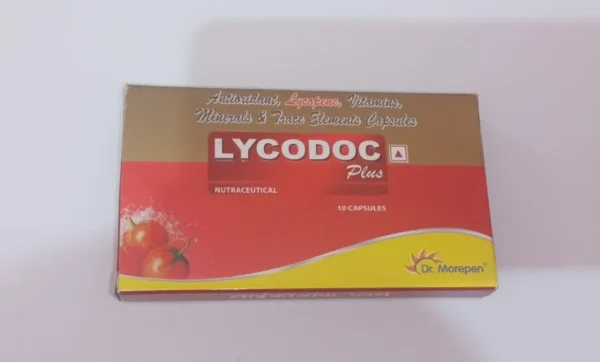 Antioxidant, Lycopene, Vitamins,
Minerals & Trace Elements Capsules
LYCODOC
Plus
NUTRACEUTICAL
10 CAPSULES
Dr. Morepen®